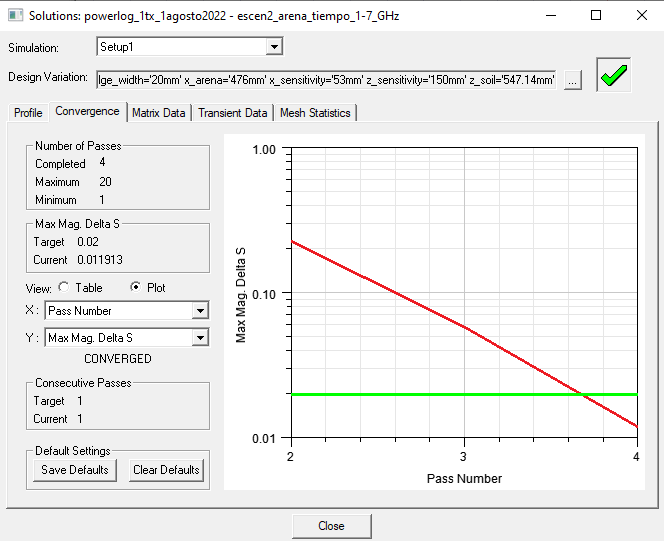 Solutions: powerlog_1tx_1agosto2022 - escen2_arena_tiempo_1-7_GHz
Simulation: Setup1
Design Variation: lge_width='20mm' x_arena='476mm' x_sensitivity='53mm' z_sensitivity='150mm' z_soil='547.14mm' ...
Profile Convergence Matrix Data Transient Data Mesh Statistics
Number of Passes
Completed 4
Maximum 20
Minimum 1
Max Mag. Delta S
Target 0.02
Current 0.011913
View: Table Plot
X : Pass Number
Y : Max Mag. Delta S
CONVERGED
Consecutive Passes
Target 1
Current 1
Default Settings
Save Defaults Clear Defaults
1.00
0.10
0.01
Max Mag. Delta S
2 3 4
Pass Number
Close